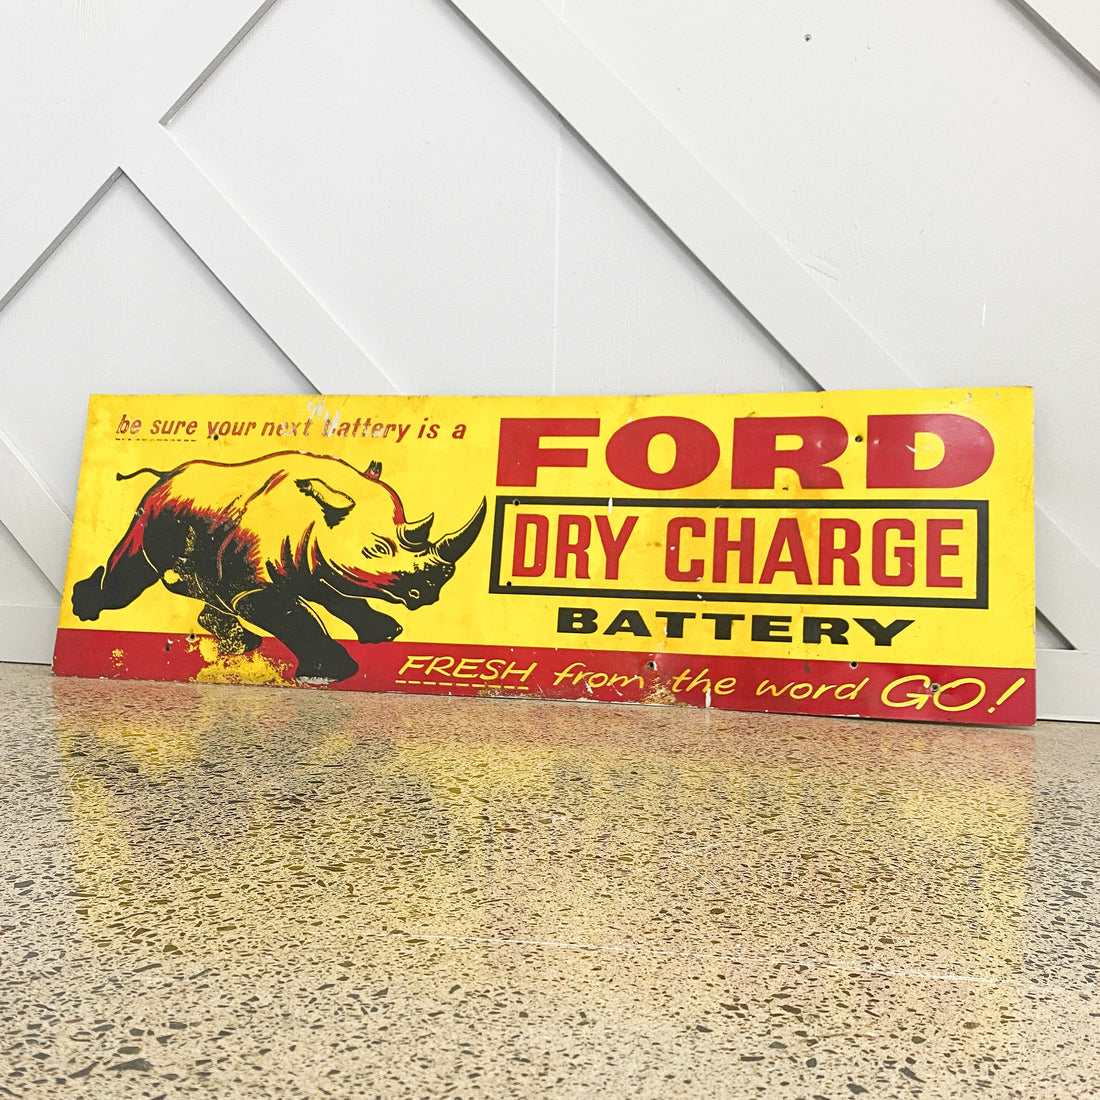 be sure your next battery is a
FORD
DRY CHARGE
BATTERY
FRESH from the word GO!